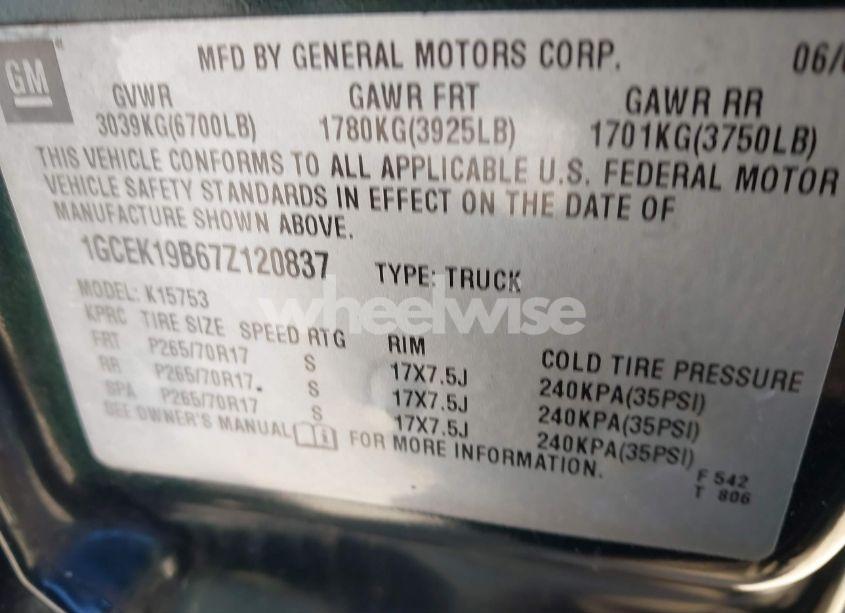 GM
MFD BY GENERAL MOTORS CORP. 06/
GVWR GAWR FRT GAWR RR
3039KG(6700LB) 1780KG(3925LB) 1701KG(3750LB)
THIS VEHICLE CONFORMS TO ALL APPLICABLE U.S. FEDERAL MOTOR
VEHICLE SAFETY STANDARDS IN EFFECT ON THE DATE OF
MANUFACTURE SHOWN ABOVE.
1GCEK19B67Z120837 TYPE: TRUCK
MODEL: K15753
wheelwise
KPRC TIRE SIZE SPEED RTG RIM COLD TIRE PRESSURE
FRT P265/70R17 S 17X7.5J 240KPA(35PSI)
RR P265/70R17 S 17X7.5J 240KPA(35PSI)
SPA P265/70R17 S 17X7.5J 240KPA(35PSI)
SEE OWNER'S MANUAL FOR MORE INFORMATION.
F 542
T 806